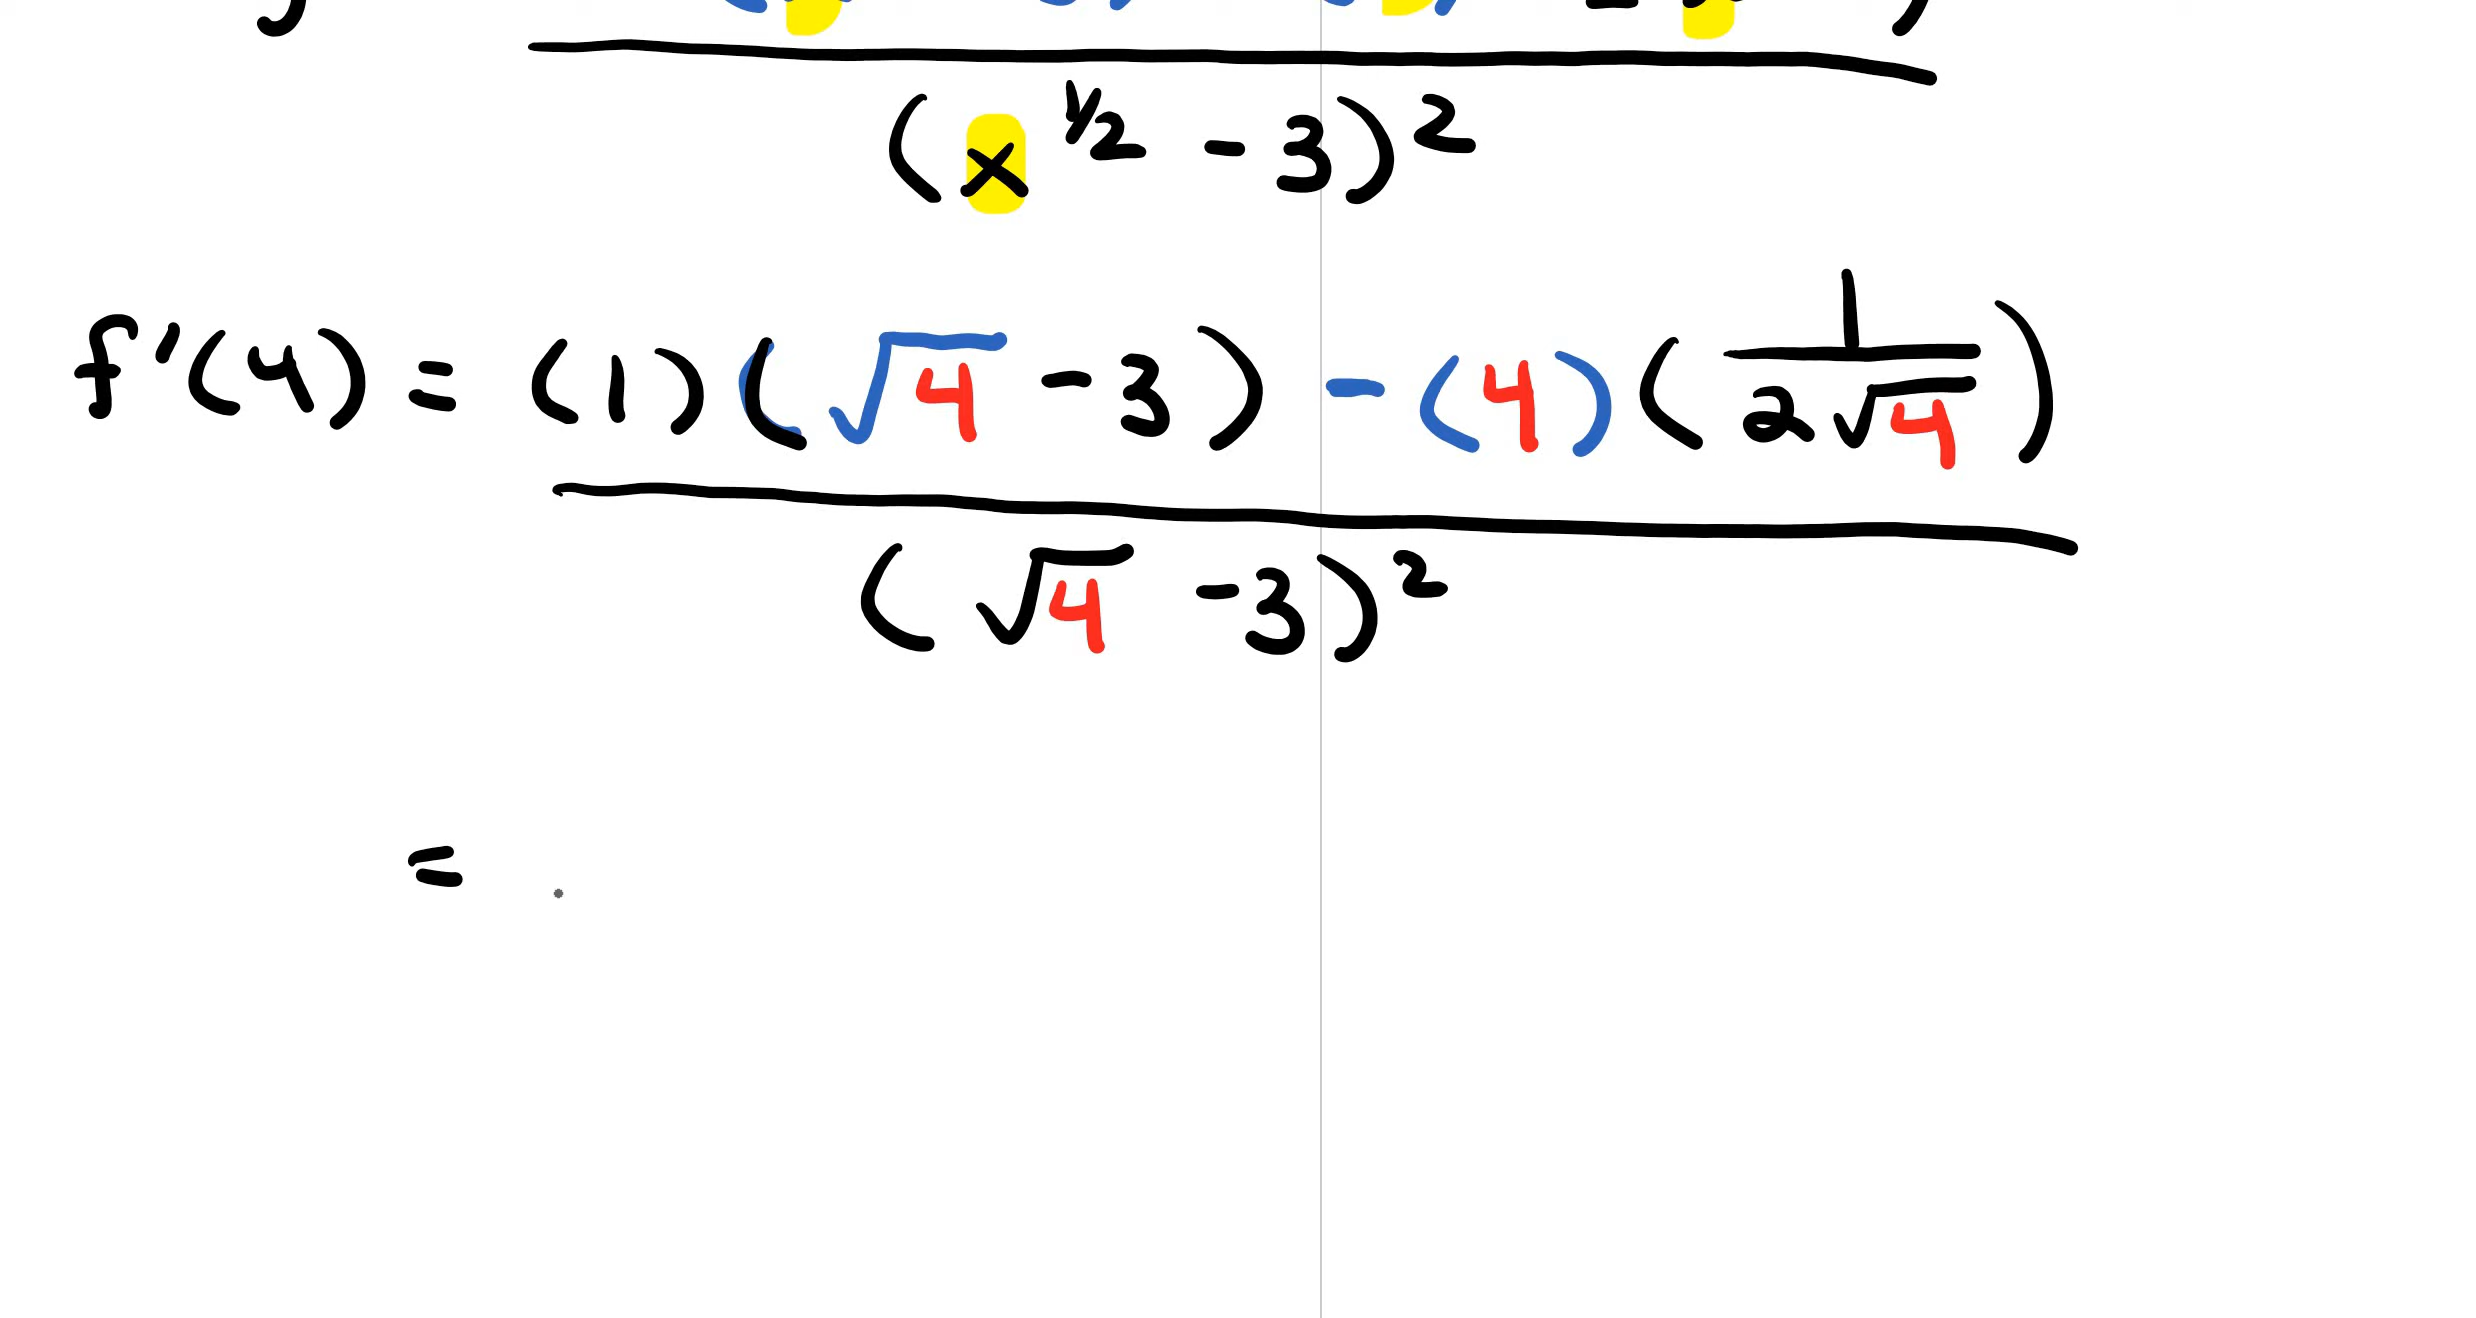 (x^{1/2} - 3)^2
f'(4) = (1)(√4 - 3) - (4)(1/(2√4))
(√4 - 3)^2
=